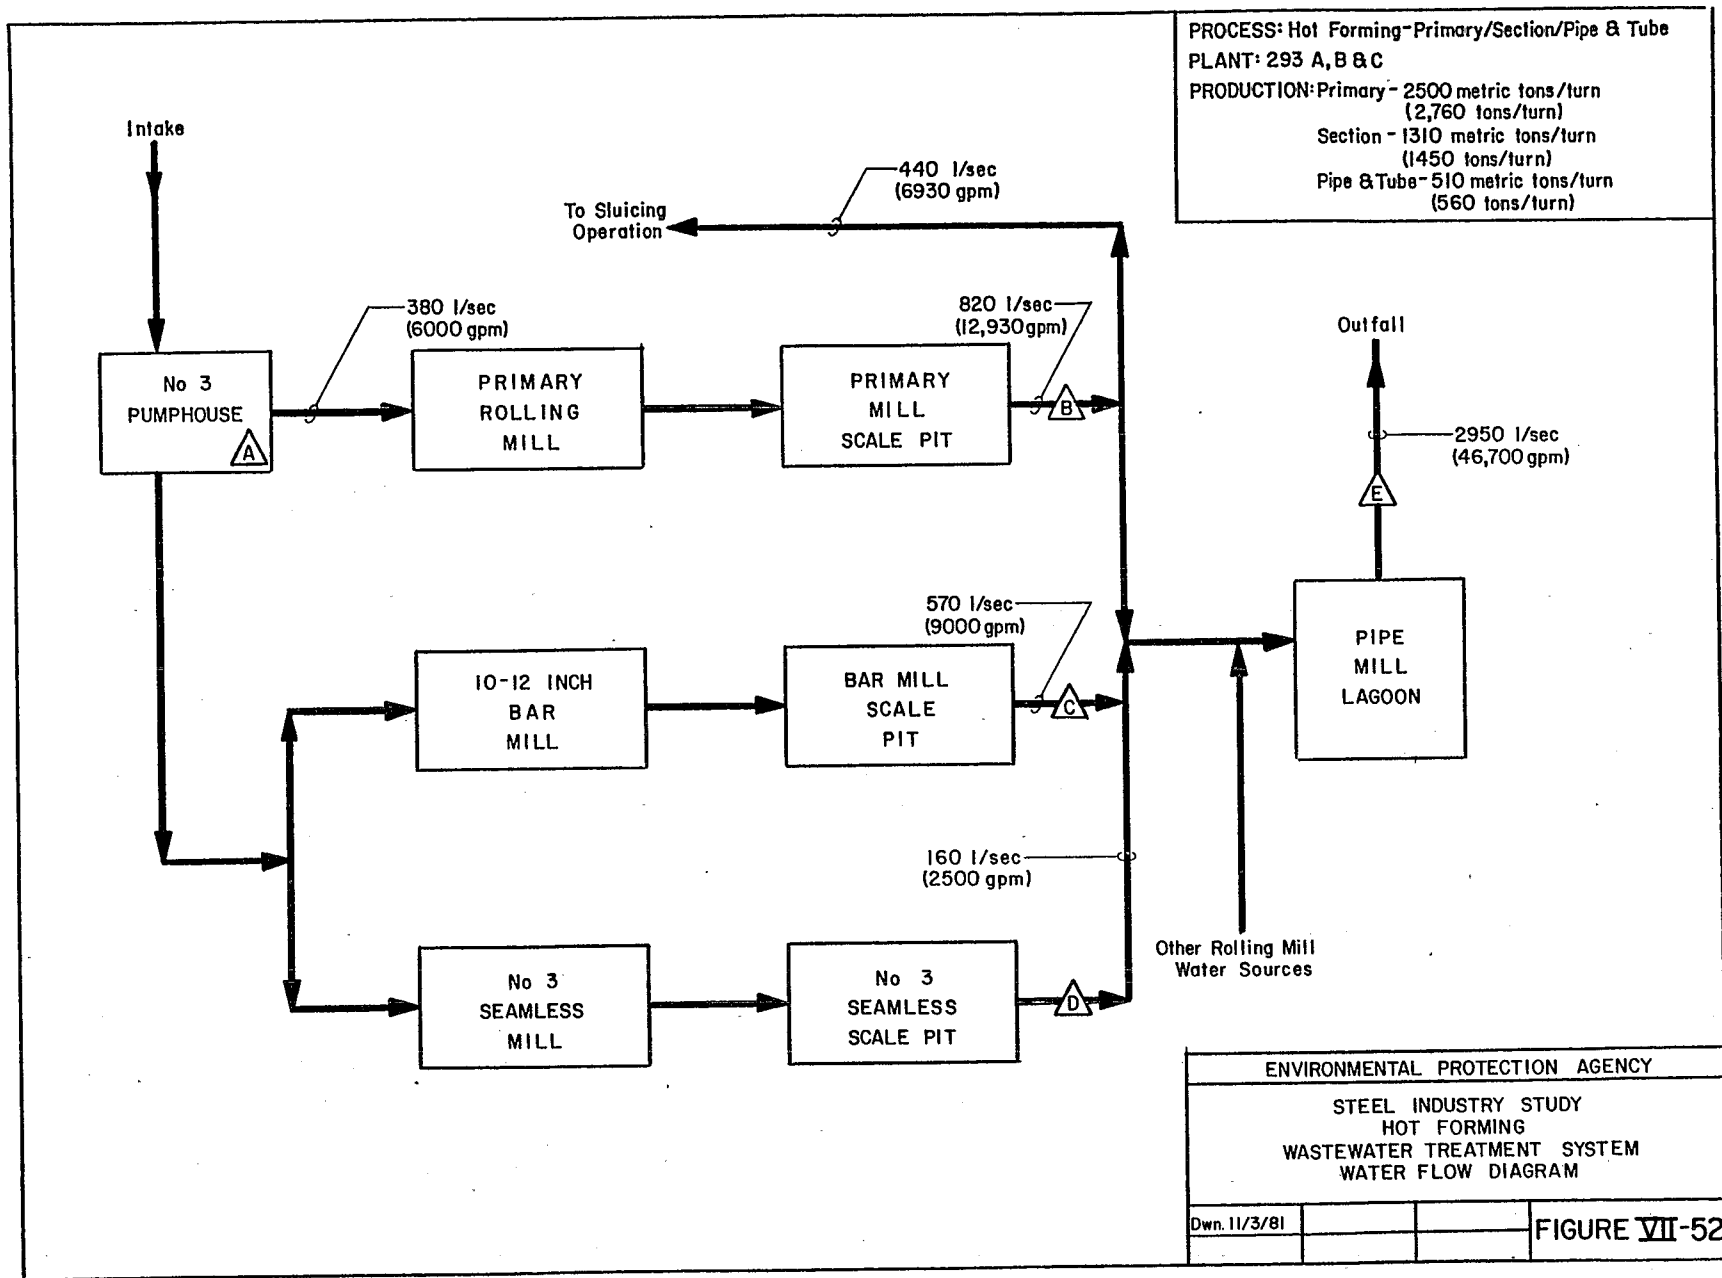 PROCESS: Hot Forming-Primary/Section/Pipe & Tube
PLANT: 293 A, B & C
PRODUCTION: Primary - 2500 metric tons/turn
(2,760 tons/turn)
Section - 1310 metric tons/turn
(1450 tons/turn)
Pipe & Tube - 510 metric tons/turn
(560 tons/turn)
Intake
440 l/sec
(6930 gpm)
To Sluicing
Operation
380 l/sec
(6000 gpm)
820 l/sec
(12,930 gpm)
Outfall
No 3
PUMPHOUSE
A
PRIMARY
ROLLING
MILL
PRIMARY
MILL
SCALE PIT
B
2950 l/sec
(46,700 gpm)
E
570 l/sec
(9000 gpm)
10-12 INCH
BAR
MILL
BAR MILL
SCALE
PIT
C
PIPE
MILL
LAGOON
160 l/sec
(2500 gpm)
Other Rolling Mill
Water Sources
No 3
SEAMLESS
MILL
No 3
SEAMLESS
SCALE PIT
D
ENVIRONMENTAL PROTECTION AGENCY
STEEL INDUSTRY STUDY
HOT FORMING
WASTEWATER TREATMENT SYSTEM
WATER FLOW DIAGRAM
Dwn. 11/3/81
FIGURE VII-52